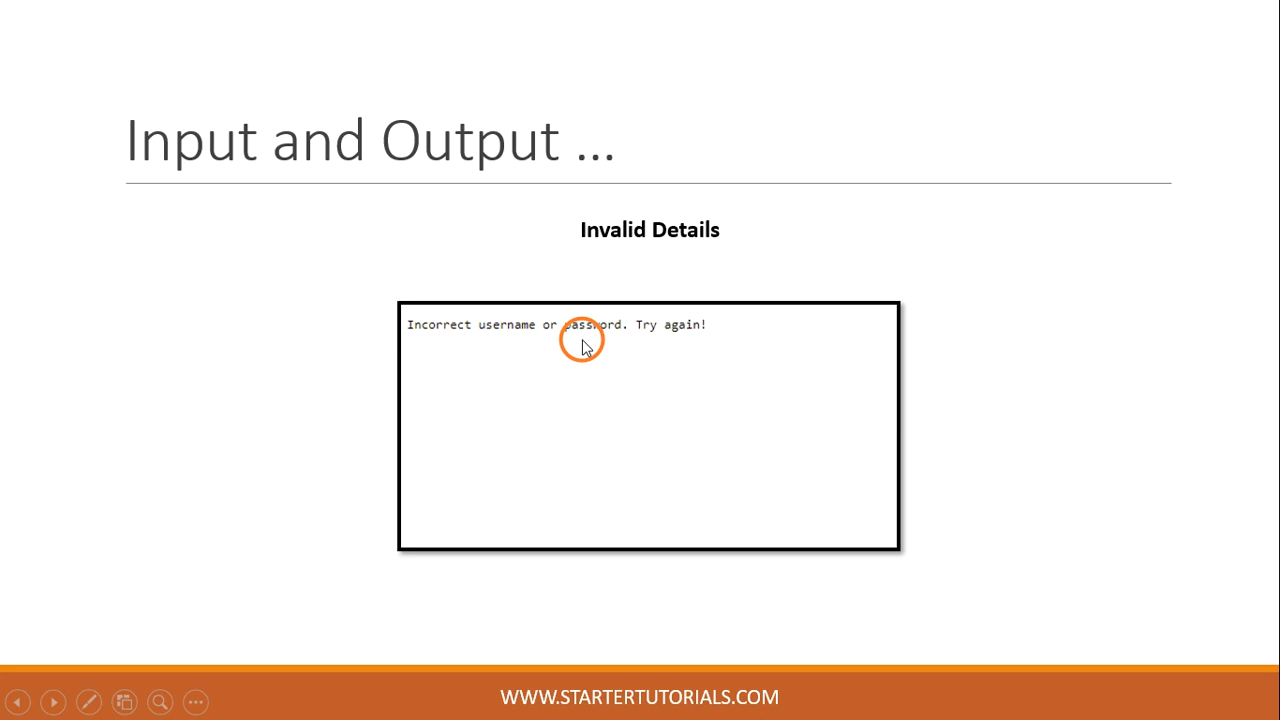 Input and Output ...
Invalid Details
Incorrect username or password. Try again!
WWW.STARTERTUTORIALS.COM